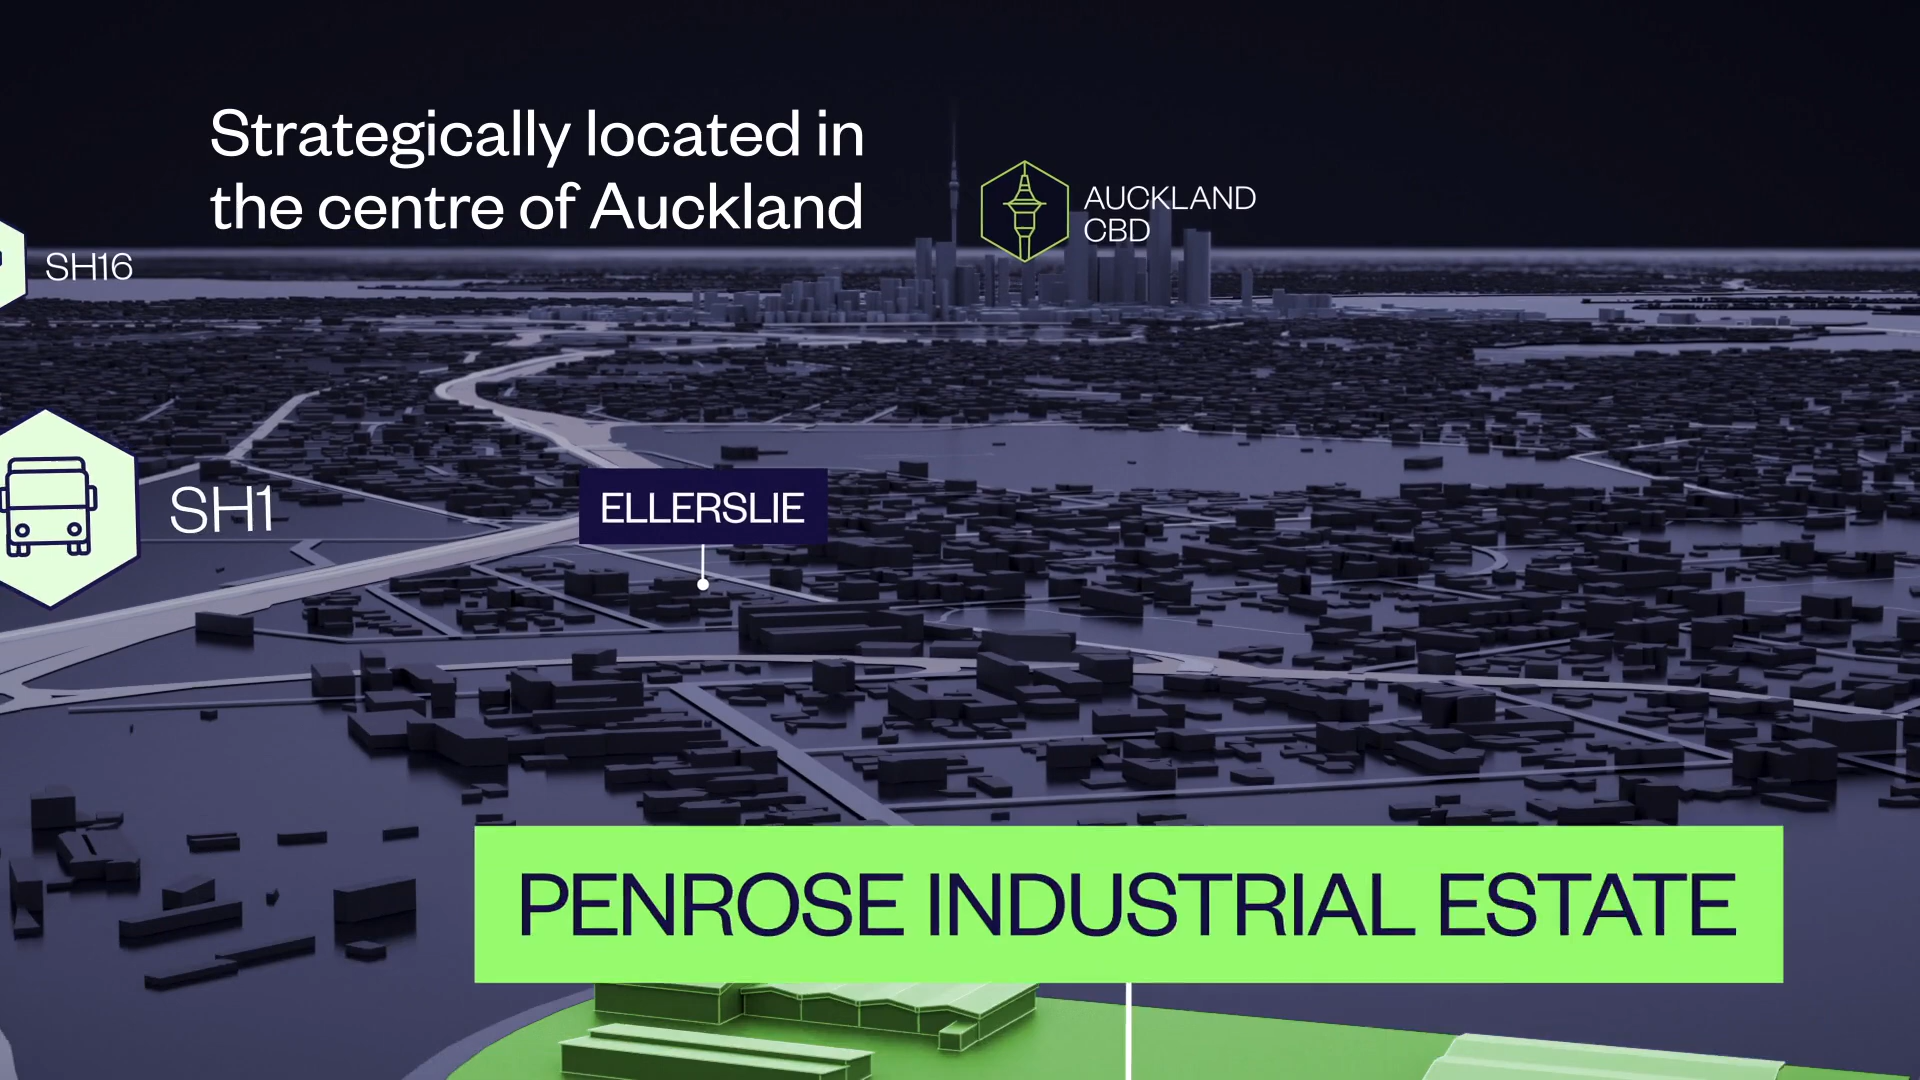 Strategically located in
the centre of Auckland
AUCKLAND
CBD
SH16
SH1
ELLERSLIE
PENROSE INDUSTRIAL ESTATE